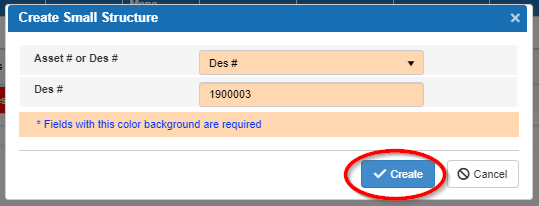 Create Small Structure ×
Asset # or Des # Des #
Des # 1900003
* Fields with this color background are required
Create Cancel